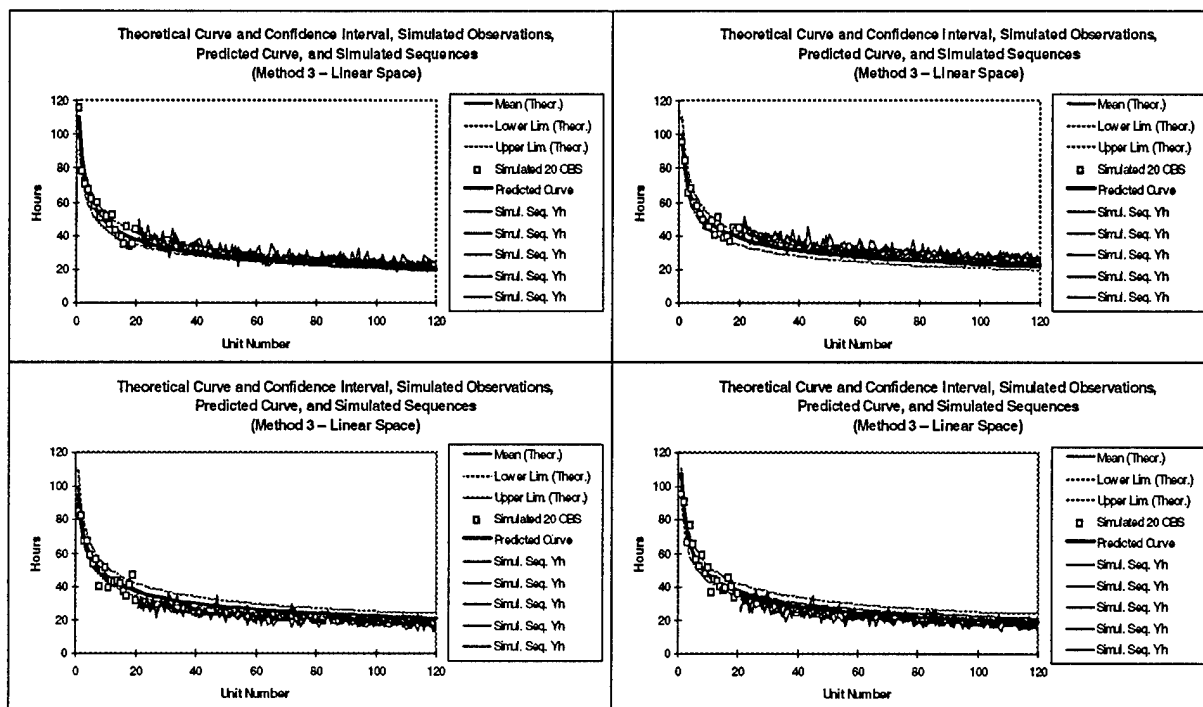 Theoretical Curve and Confidence Interval, Simulated Observations,
Predicted Curve, and Simulated Sequences
(Method 3 – Linear Space)
120
100
80
60
40
20
0
Hours
0 20 40 60 80 100 120
Unit Number
Mean (Theor.)
Lower Lim. (Theor.)
Upper Lim. (Theor.)
Simulated 20 OBS
Predicted Curve
Simul. Seq. Yh
Simul. Seq. Yh
Simul. Seq. Yh
Simul. Seq. Yh
Simul. Seq. Yh
Theoretical Curve and Confidence Interval, Simulated Observations,
Predicted Curve, and Simulated Sequences
(Method 3 – Linear Space)
120
100
80
60
40
20
0
Hours
0 20 40 60 80 100 120
Unit Number
Mean (Theor.)
Lower Lim. (Theor.)
Upper Lim. (Theor.)
Simulated 20 OBS
Predicted Curve
Simul. Seq. Yh
Simul. Seq. Yh
Simul. Seq. Yh
Simul. Seq. Yh
Simul. Seq. Yh
Theoretical Curve and Confidence Interval, Simulated Observations,
Predicted Curve, and Simulated Sequences
(Method 3 – Linear Space)
120
100
80
60
40
20
0
Hours
0 20 40 60 80 100 120
Unit Number
Mean (Theor.)
Lower Lim. (Theor.)
Upper Lim. (Theor.)
Simulated 20 OBS
Predicted Curve
Simul. Seq. Yh
Simul. Seq. Yh
Simul. Seq. Yh
Simul. Seq. Yh
Simul. Seq. Yh
Theoretical Curve and Confidence Interval, Simulated Observations,
Predicted Curve, and Simulated Sequences
(Method 3 – Linear Space)
120
100
80
60
40
20
0
Hours
0 20 40 60 80 100 120
Unit Number
Mean (Theor.)
Lower Lim. (Theor.)
Upper Lim. (Theor.)
Simulated 20 OBS
Predicted Curve
Simul. Seq. Yh
Simul. Seq. Yh
Simul. Seq. Yh
Simul. Seq. Yh
Simul. Seq. Yh